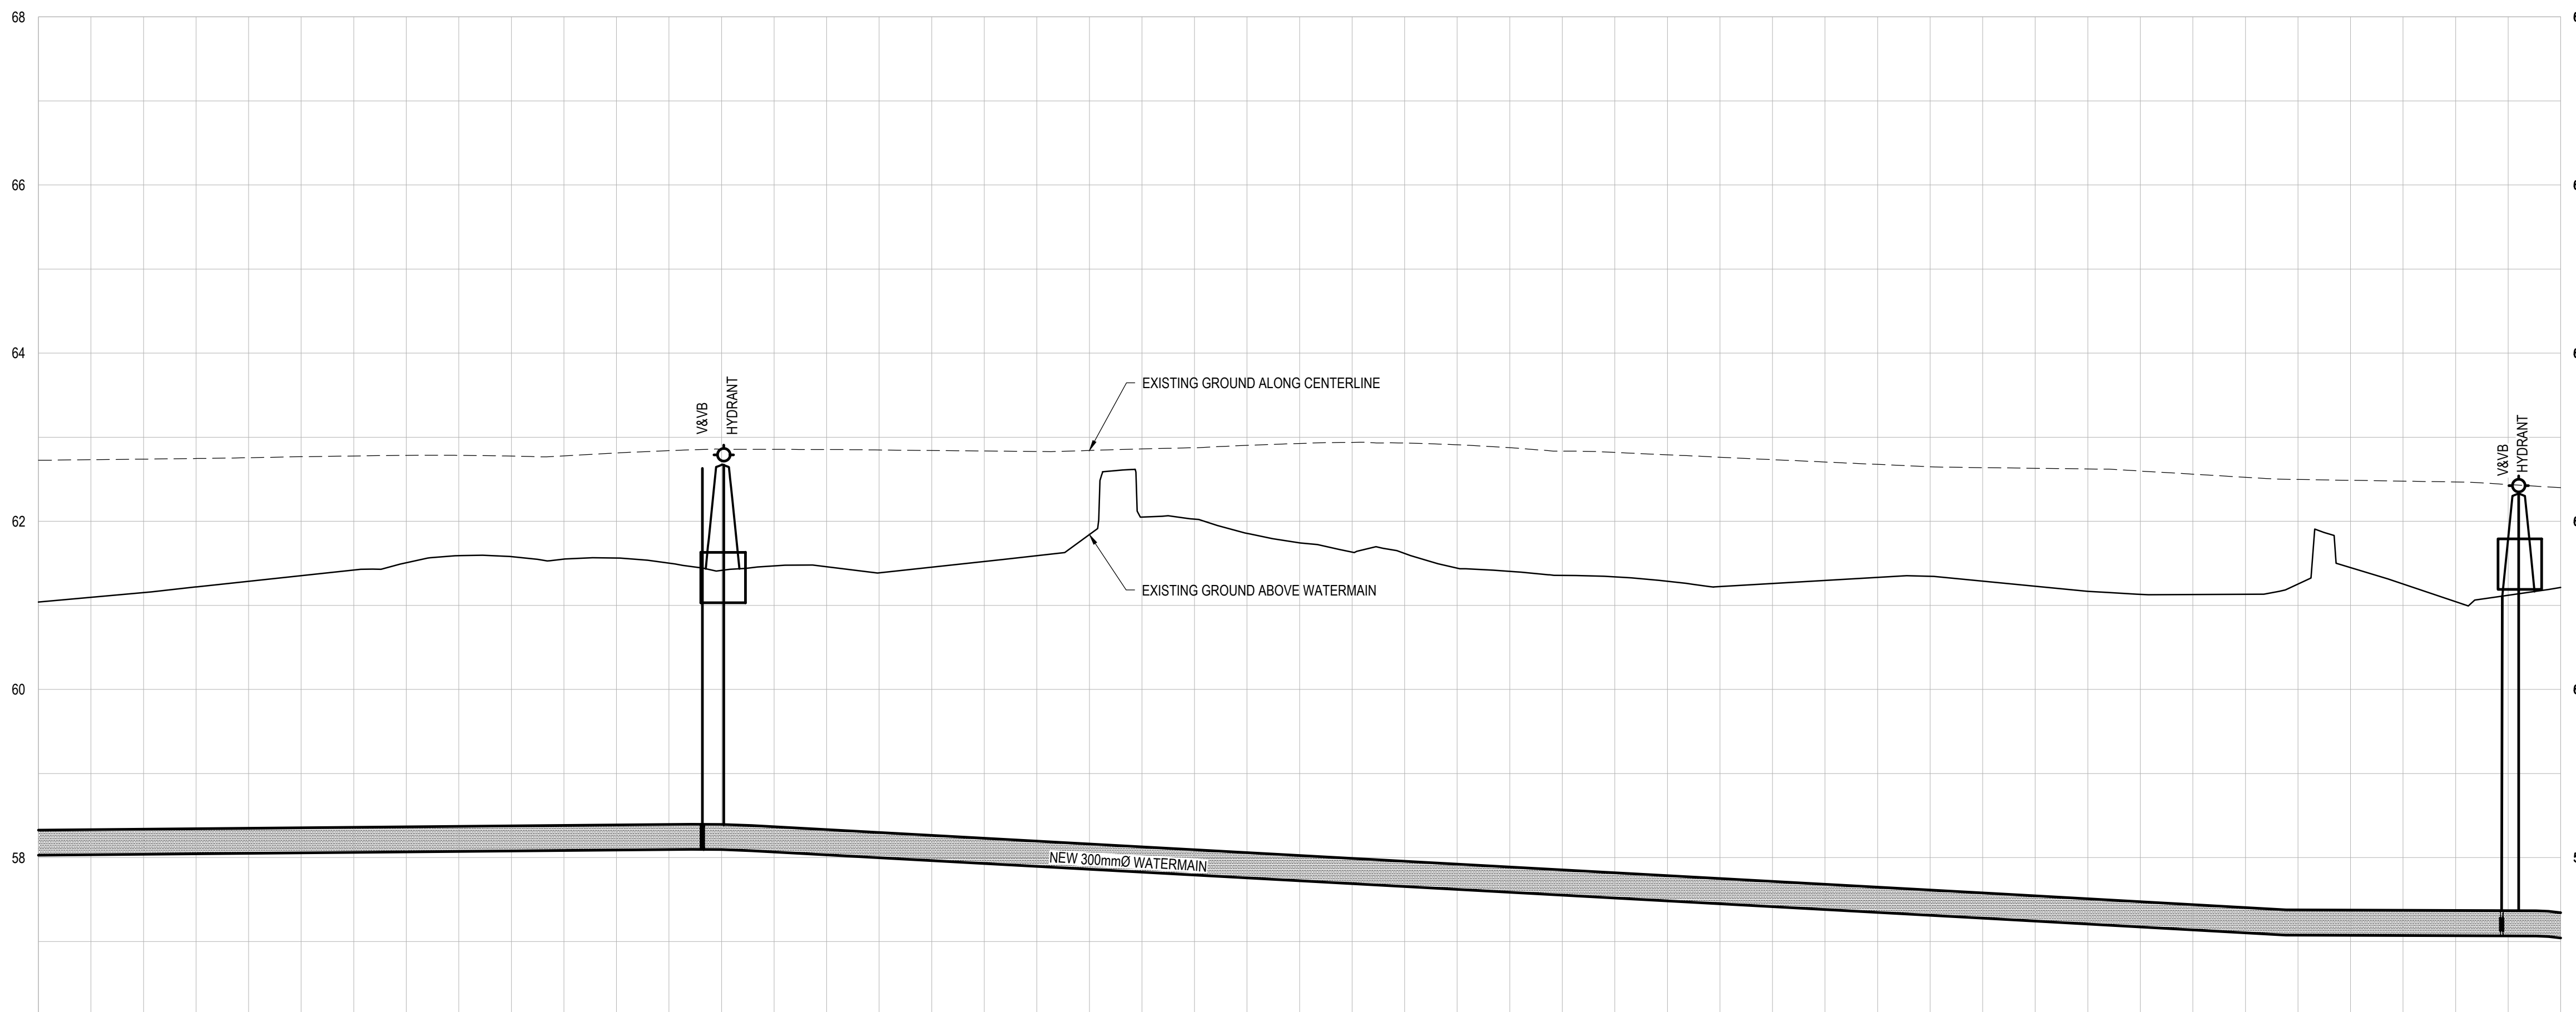 68
66
64
EXISTING GROUND ALONG CENTERLINE
V&VB
HYDRANT
V&VB
HYDRANT
62
EXISTING GROUND ABOVE WATERMAIN
60
58
NEW 300mmØ WATERMAIN